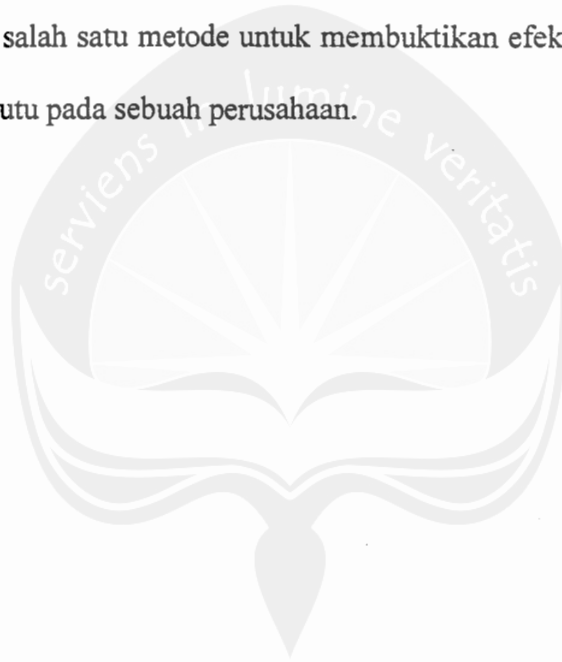 salah satu metode untuk membuktikan efek
utu pada sebuah perusahaan.
serviens in lumine veritatis